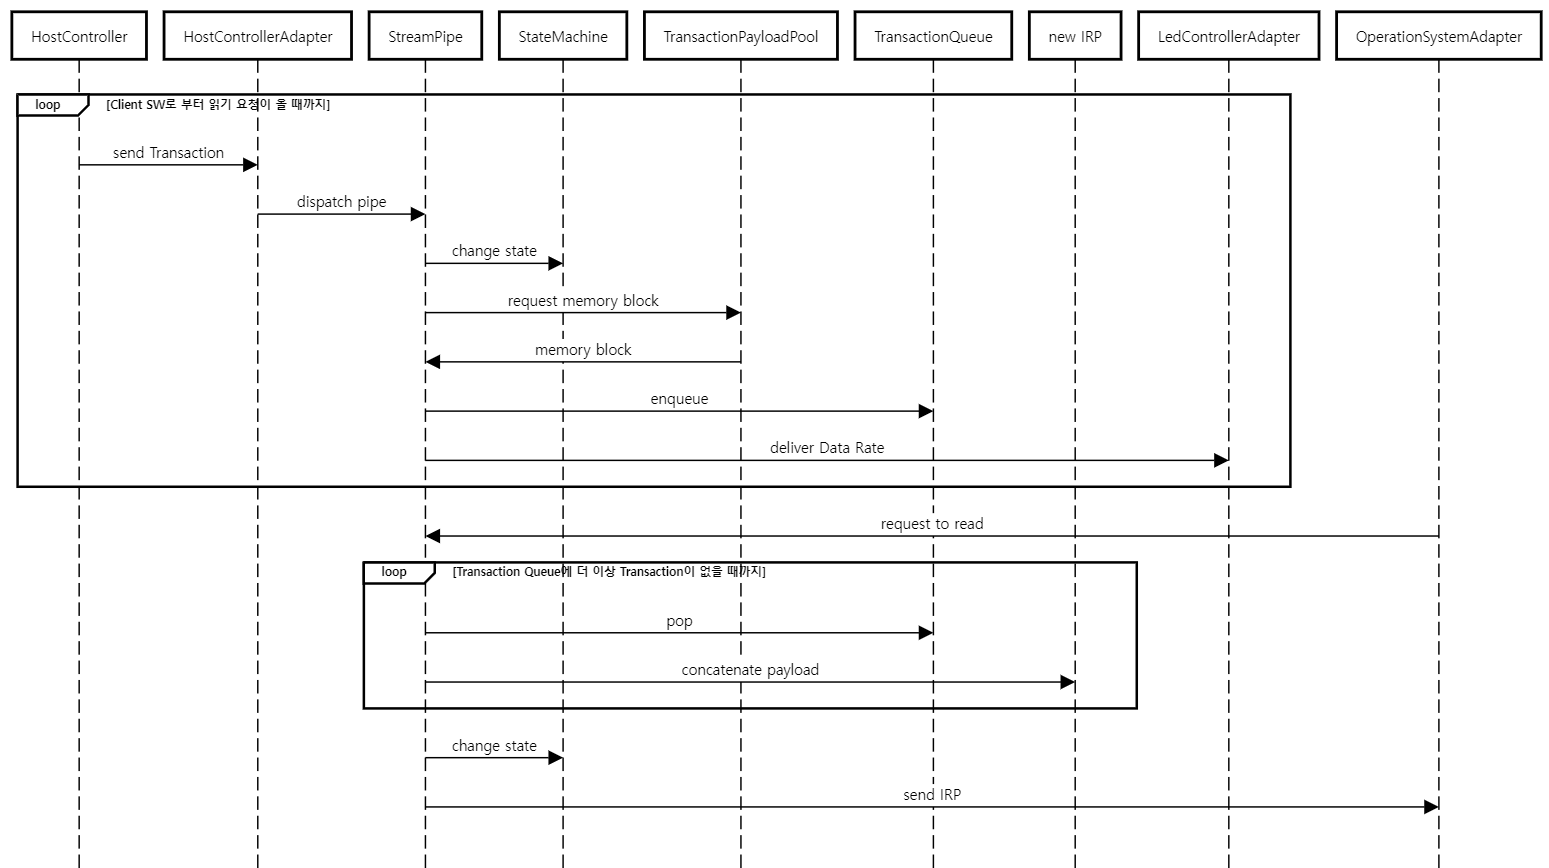 HostController
HostControllerAdapter
StreamPipe
StateMachine
TransactionPayloadPool
TransactionQueue
new IRP
LedControllerAdapter
OperationSystemAdapter
loop
[Client SW로 부터 읽기 요청이 올 때까지]
send Transaction
dispatch pipe
change state
request memory block
memory block
enqueue
deliver Data Rate
request to read
loop
[Transaction Queue에 더 이상 Transaction이 없을 때까지]
pop
concatenate payload
change state
send IRP